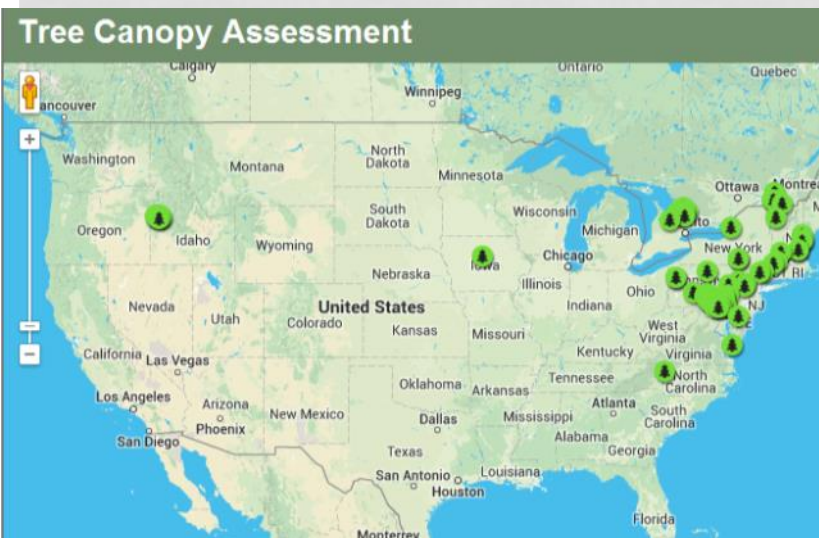 Tree Canopy Assessment
Calgary
Ontario
Quebec
Winnipeg
ancouver
Washington
North
Dakota
Montana
Minnesota
Ottawa
Montrea
South
Dakota
Wisconsin
to
Oregon
Idaho
Michigan
Wyoming
New York
Iowa
Chicago
Nebraska
Illinois
Ohio
RI
Nevada
United States
Indiana
NJ
Utah
Colorado
Kansas
Missouri
West
Virginia
California
Las Vegas
Kentucky
Virginia
Oklahoma
Arkansas
Tennessee
North
Carolina
Los Angeles
Arizona
New Mexico
Atlanta
Phoenix
Dallas
Mississippi
South
Carolina
San Diego
Alabama
Georgia
Texas
San Antonio
Louisiana
Houston
Florida
Monterrey